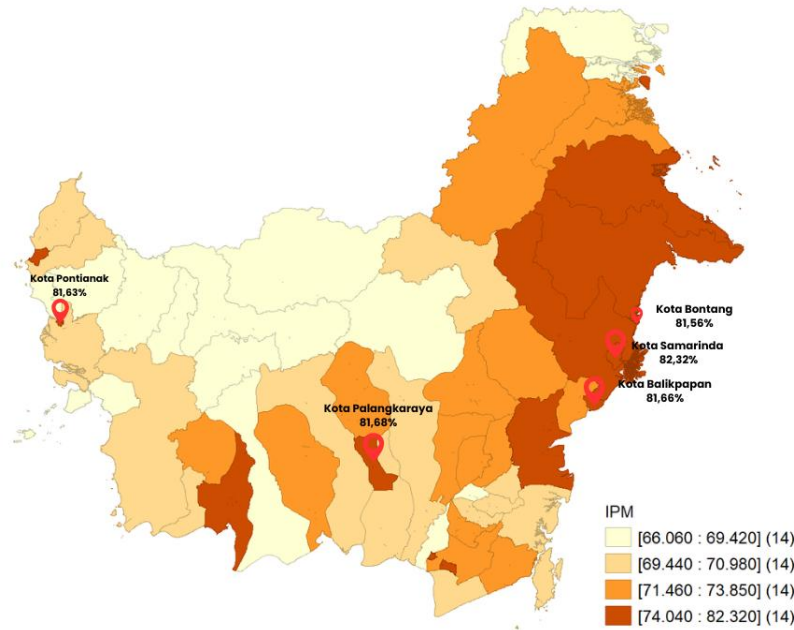 Kota Pontianak
81,63%
Kota Bontang
81,56%
Kota Samarinda
82,32%
Kota Balikpapan
81,66%
Kota Palangkaraya
81,68%
IPM
[66.060 : 69.420] (14)
[69.440 : 70.980] (14)
[71.460 : 73.850] (14)
[74.040 : 82.320] (14)